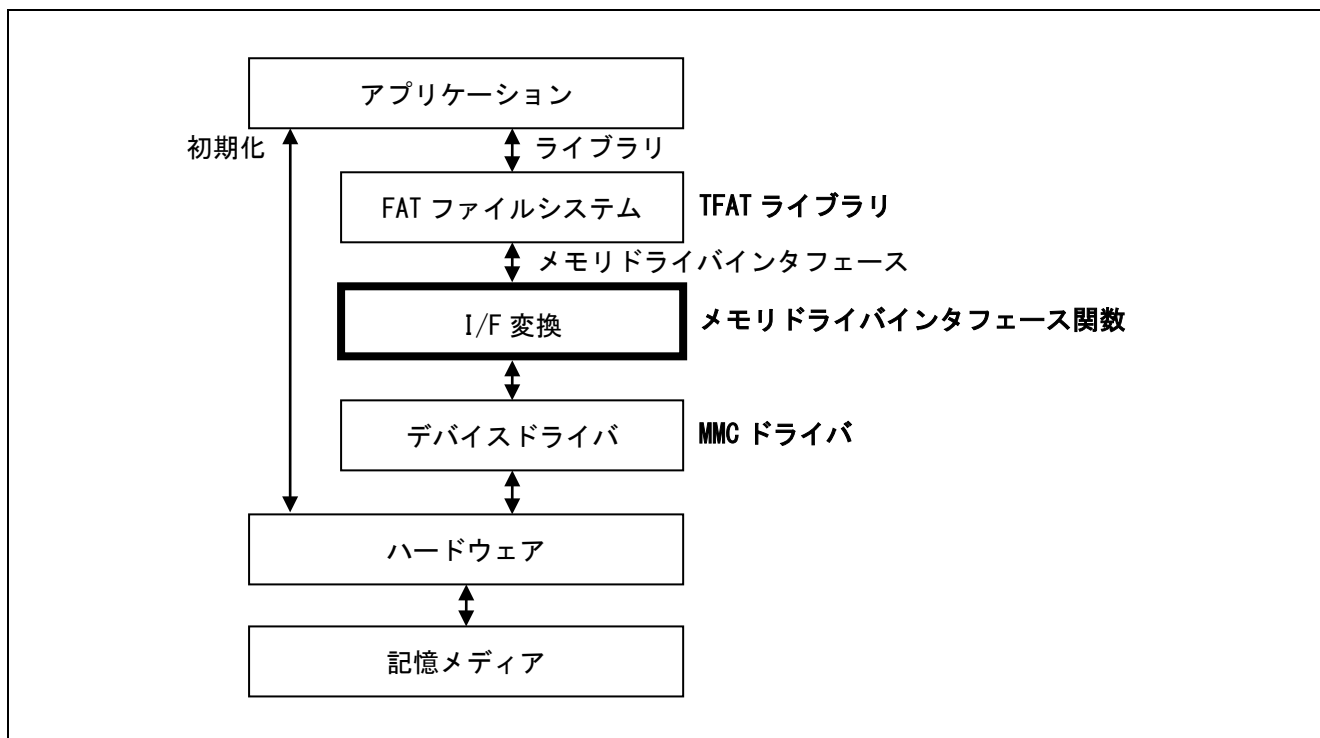 アプリケーション
初期化
ライブラリ
FAT ファイルシステム
TFAT ライブラリ
メモリドライバインタフェース
I/F 変換
メモリドライバインタフェース関数
デバイスドライバ
MMC ドライバ
ハードウェア
記憶メディア